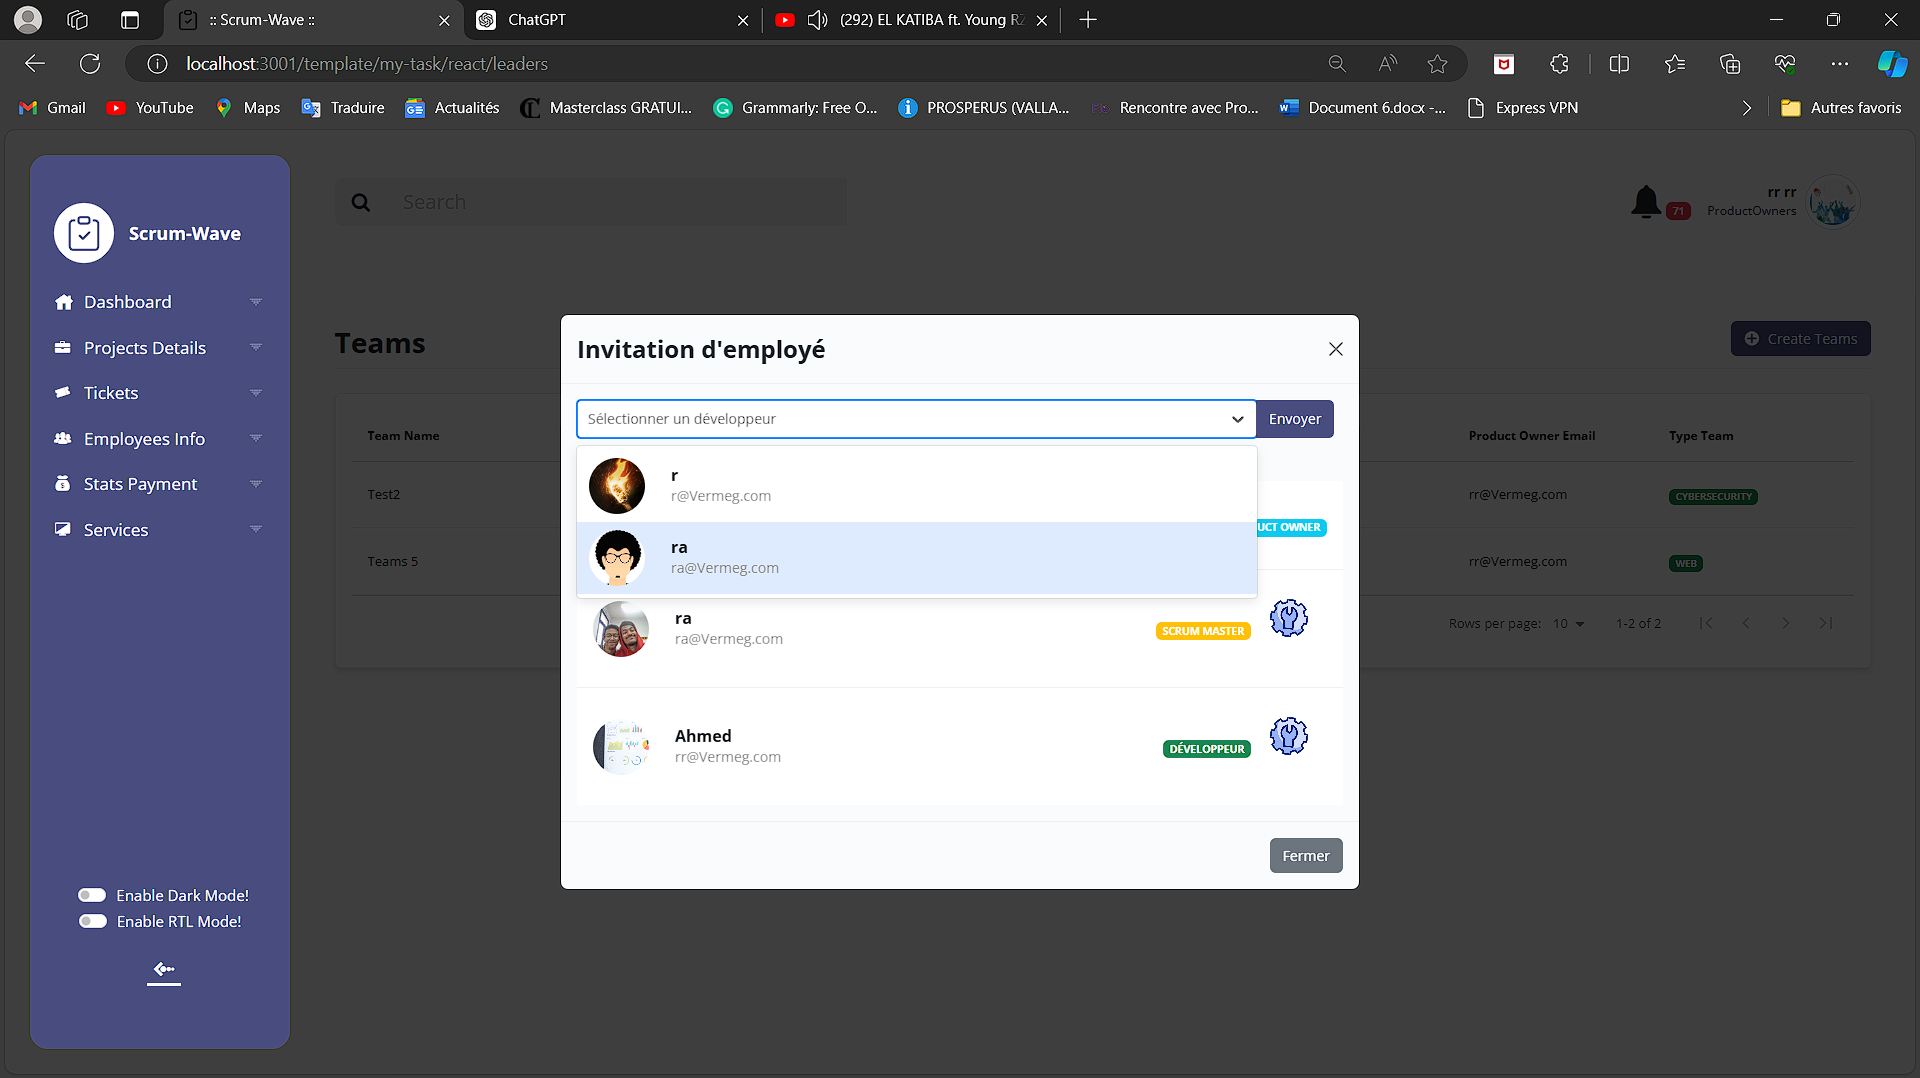 :: Scrum-Wave ::
ChatGPT
(292) EL KATIBA ft. Young RZ
localhost:3001/template/my-task/react/leaders
Gmail
YouTube
Maps
Traduire
Actualités
Masterclass GRATUI...
Grammarly: Free O...
PROSPERUS (VALLA...
Rencontre avec Pro...
Document 6.docx -...
Express VPN
Autres favoris
Scrum-Wave
Dashboard
Projects Details
Tickets
Employees Info
Stats Payment
Services
Enable Dark Mode!
Enable RTL Mode!
Search
71
rr rr
ProductOwners
Teams
Create Teams
Team Name
Product Owner Email
Type Team
Test2
rr@Vermeg.com
CYBERSECURITY
Teams 5
rr@Vermeg.com
WEB
Rows per page: 10
1-2 of 2
Invitation d'employé
Sélectionner un développeur
Envoyer
r
r@Vermeg.com
UCT OWNER
ra
ra@Vermeg.com
ra
ra@Vermeg.com
SCRUM MASTER
Ahmed
rr@Vermeg.com
DÉVELOPPEUR
Fermer